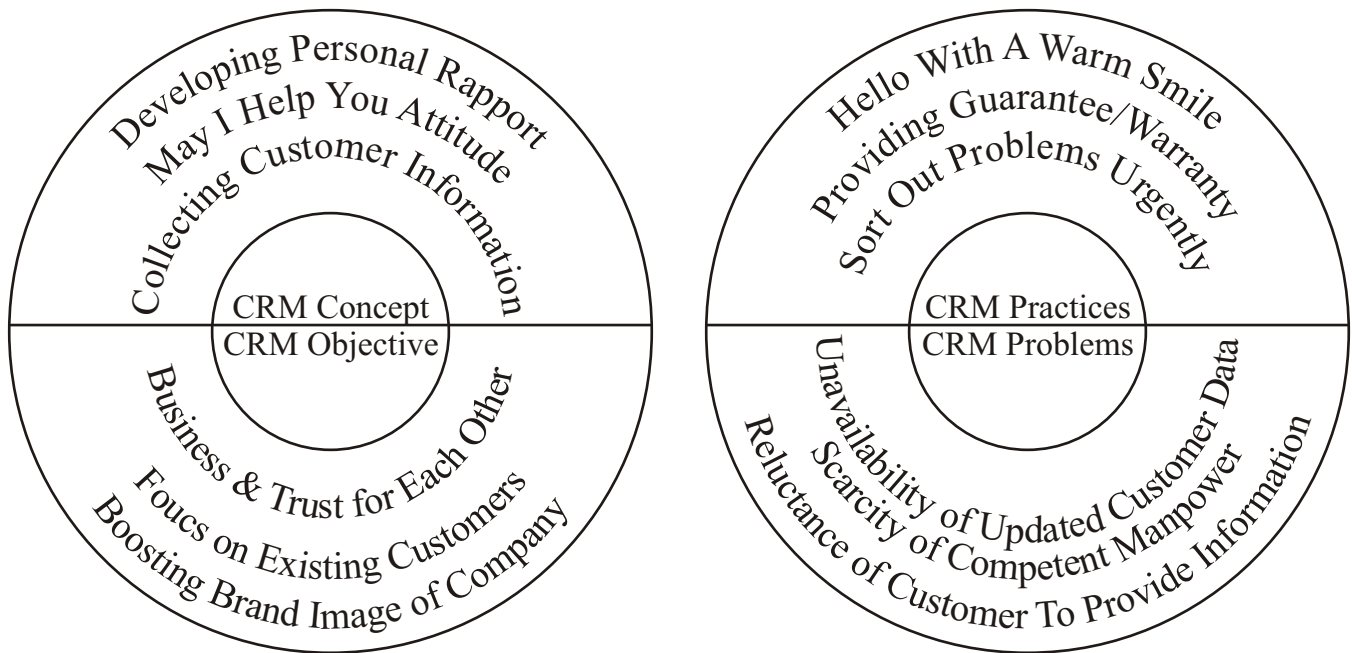 Developing Personal Rapport
May I Help You Attitude
Collecting Customer Information
CRM Concept
CRM Objective
Business & Trust for Each Other
Foucs on Existing Customers
Boosting Brand Image of Company
Hello With A Warm Smile
Providing Guarantee/Warranty
Sort Out Problems Urgently
CRM Practices
CRM Problems
Unavailability of Updated Customer Data
Scarcity of Competent Manpower
Reluctance of Customer To Provide Information